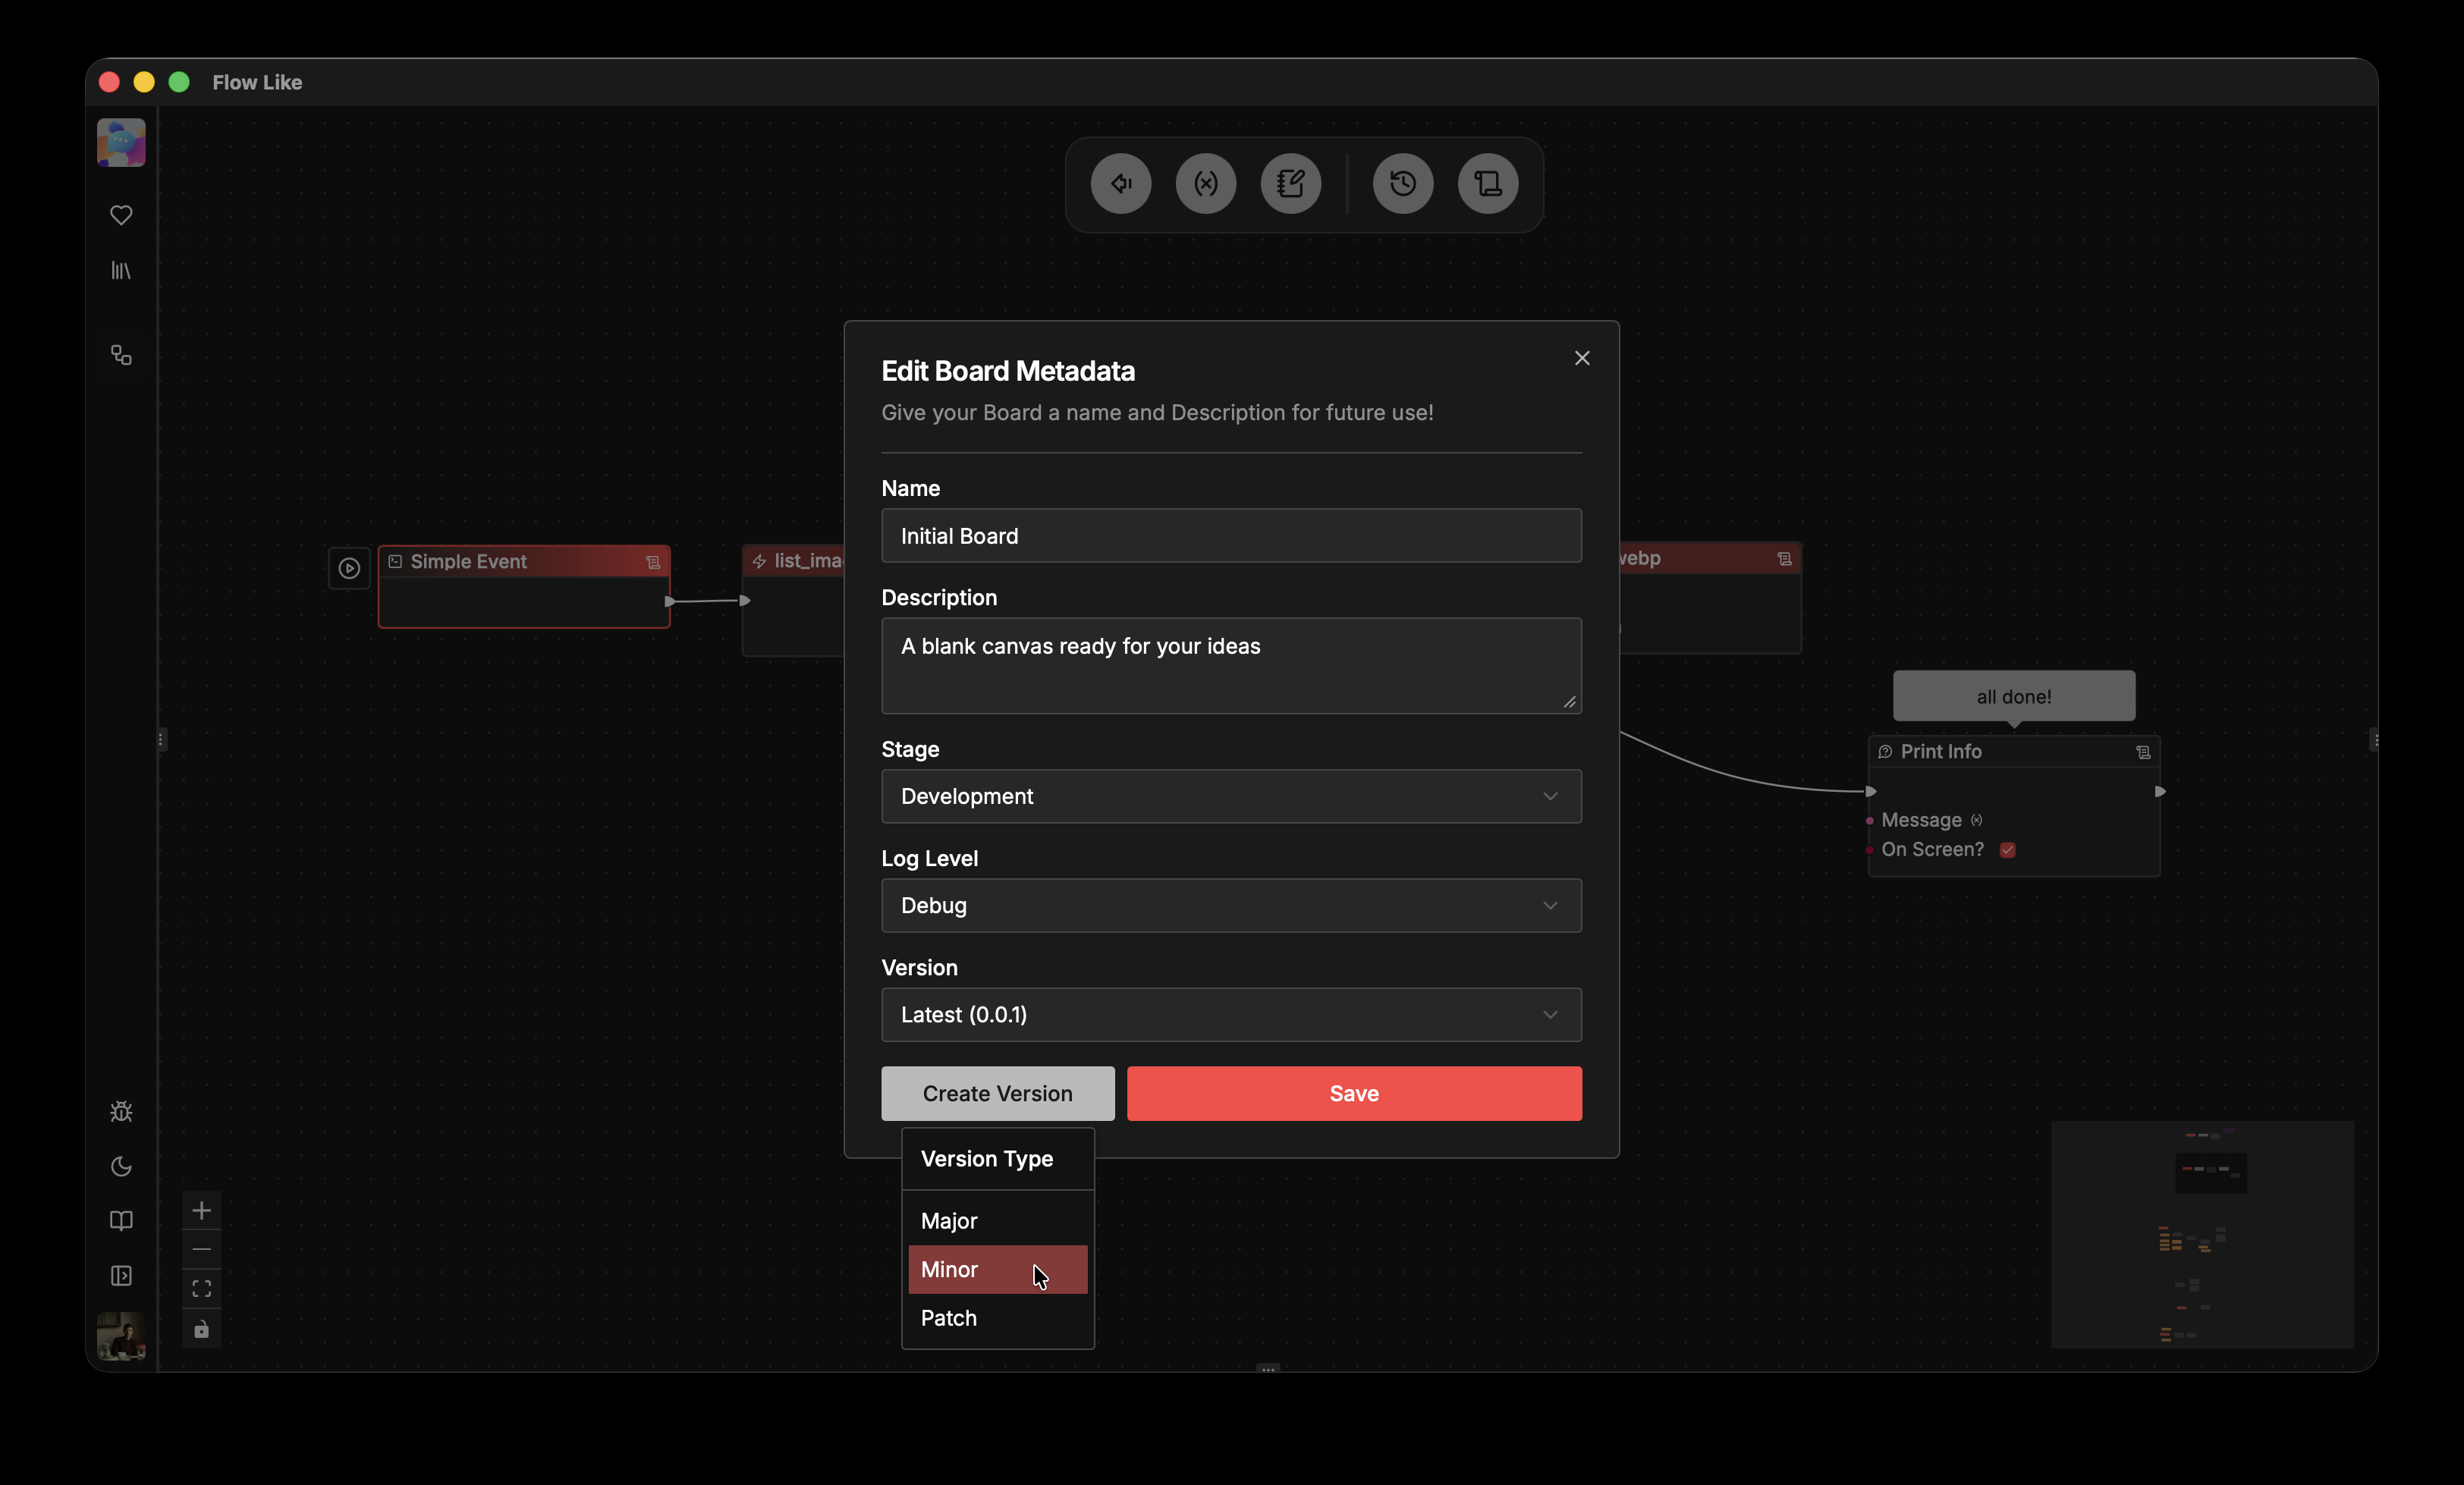 Flow Like
Edit Board Metadata
Give your Board a name and Description for future use!
Name
Initial Board
Description
A blank canvas ready for your ideas
Stage
Development
Log Level
Debug
Version
Latest (0.0.1)
Create Version
Save
Version Type
Major
Minor
Patch
Simple Event
list_ima
webp
all done!
Print Info
Message
On Screen?